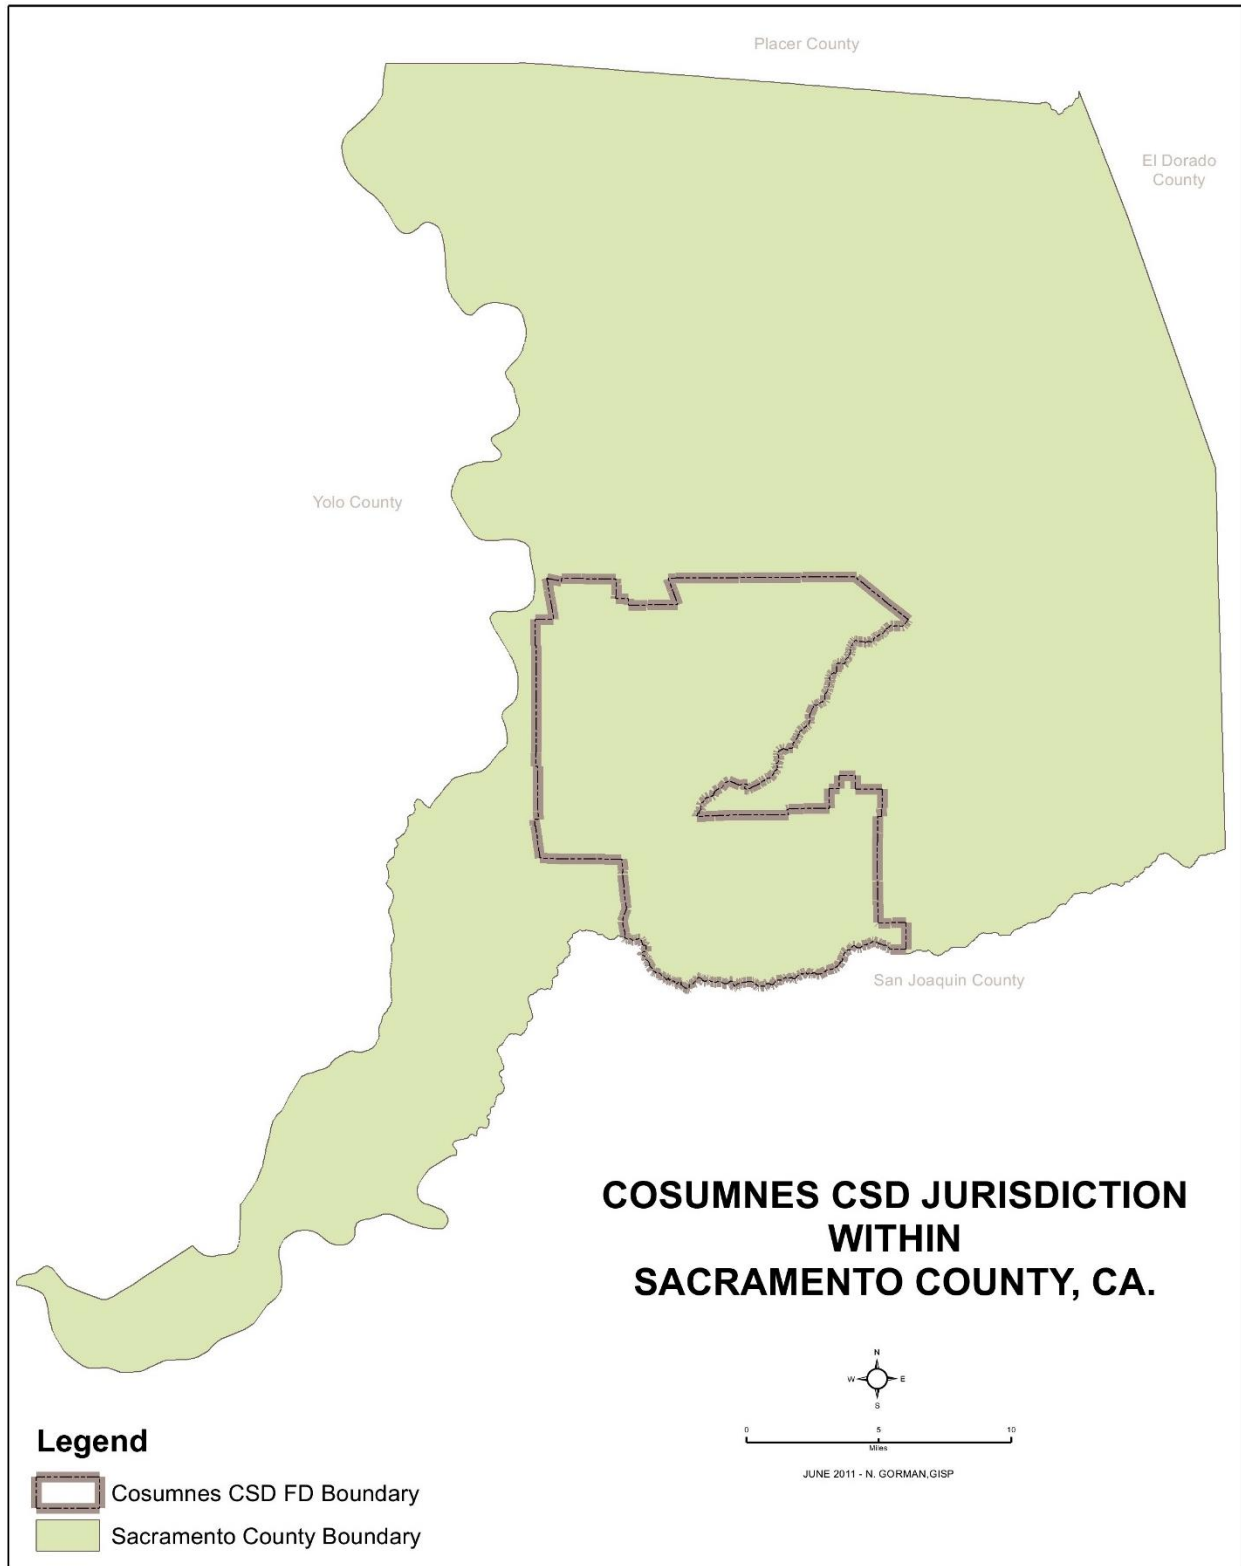 Placer County
El Dorado
County
Yolo County
San Joaquin County
COSUMNES CSD JURISDICTION
WITHIN
SACRAMENTO COUNTY, CA.
N
W E
S
0 5 10
Miles
JUNE 2011 - N. GORMAN,GISP
Legend
Cosumnes CSD FD Boundary
Sacramento County Boundary